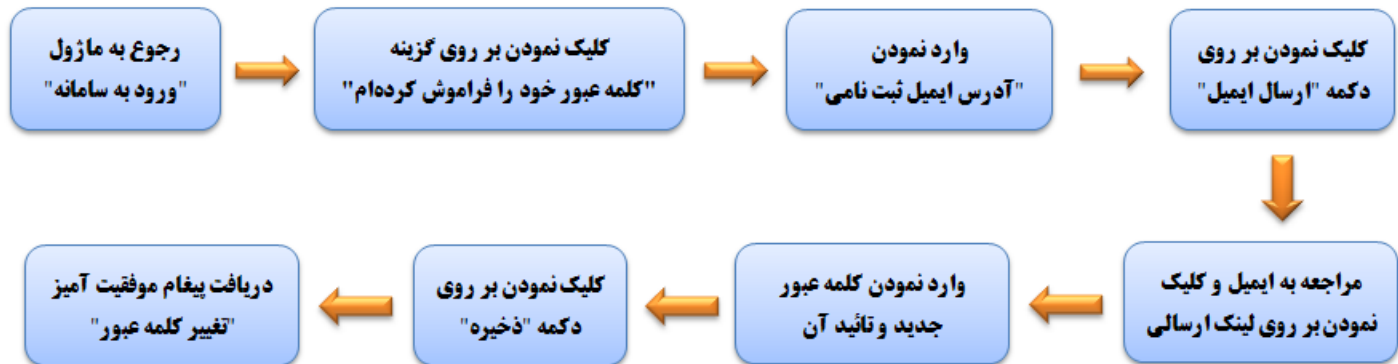 رجوع به ماژول
"ورود به سامانه"
کلیک نمودن بر روی گزینه
"کلمه عبور خود را فراموش کرده‌ام"
وارد نمودن
"آدرس ایمیل ثبت نامی"
کلیک نمودن بر روی
دکمه "ارسال ایمیل"
مراجعه به ایمیل و کلیک
نمودن بر روی لینک ارسالی
وارد نمودن کلمه عبور
جدید و تائید آن
کلیک نمودن بر روی
دکمه "ذخیره"
دریافت پیغام موفقیت آمیز
"تغییر کلمه عبور"